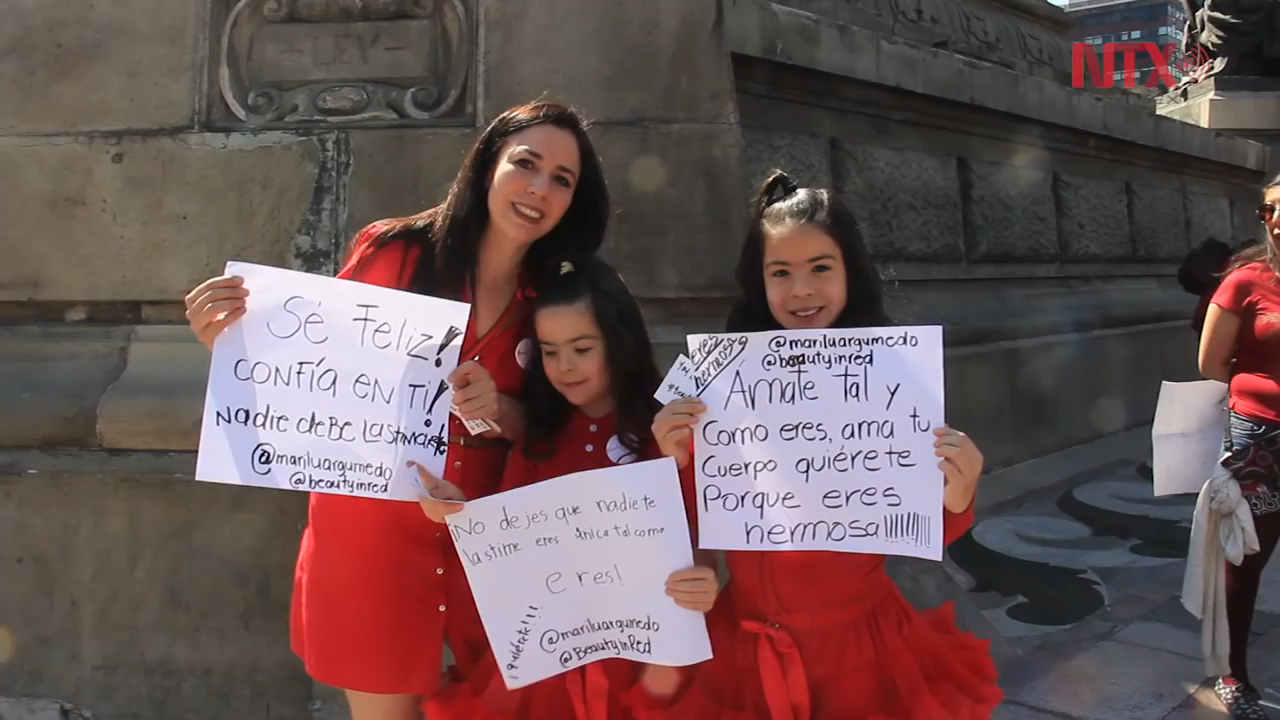 LEY
NTX
Sé Feliz!
CONFÍA EN Ti!
Nadie debe Lastimarte
@mariluargumedo
@beautyinred
eres
hermosa
@mariluargumedo
@beautyinred
Amate tal y
Como eres, ama tu
Cuerpo quiérete
Porque eres
hermosa!!!!!!!!!
¡No dejes que nadie te
lastime eres única tal como
eres!
¡quiérete!!!
@mariluargumedo
@BeautyinRed